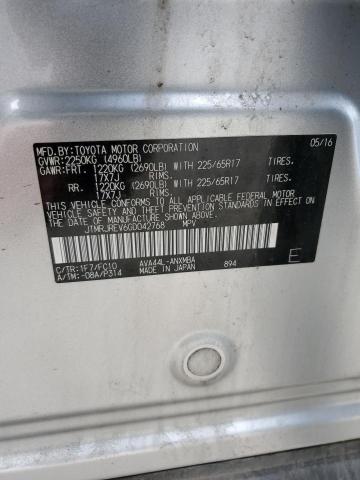 MFD.BY:TOYOTA MOTOR CORPORATION 05/16
GVWR:2250KG (4960LB)
GAWR:FRT. 1220KG (2690LB) WITH 225/65R17 TIRES.
17X7J RIMS.
RR. 1220KG (2690LB) WITH 225/65R17 TIRES.
17X7J RIMS.
THIS VEHICLE CONFORMS TO ALL APPLICABLE FEDERAL MOTOR
VEHICLE SAFETY, BUMPER, AND THEFT PREVENTION STANDARDS
IN EFFECT ON
THE DATE OF MANUFACTURE SHOWN ABOVE.
JTMRJREV6GD042768 MPV
AVA44L-ANXMBA
C/TR:1F7/FC10 MADE IN JAPAN 894
A/TM:-08A/P314 E